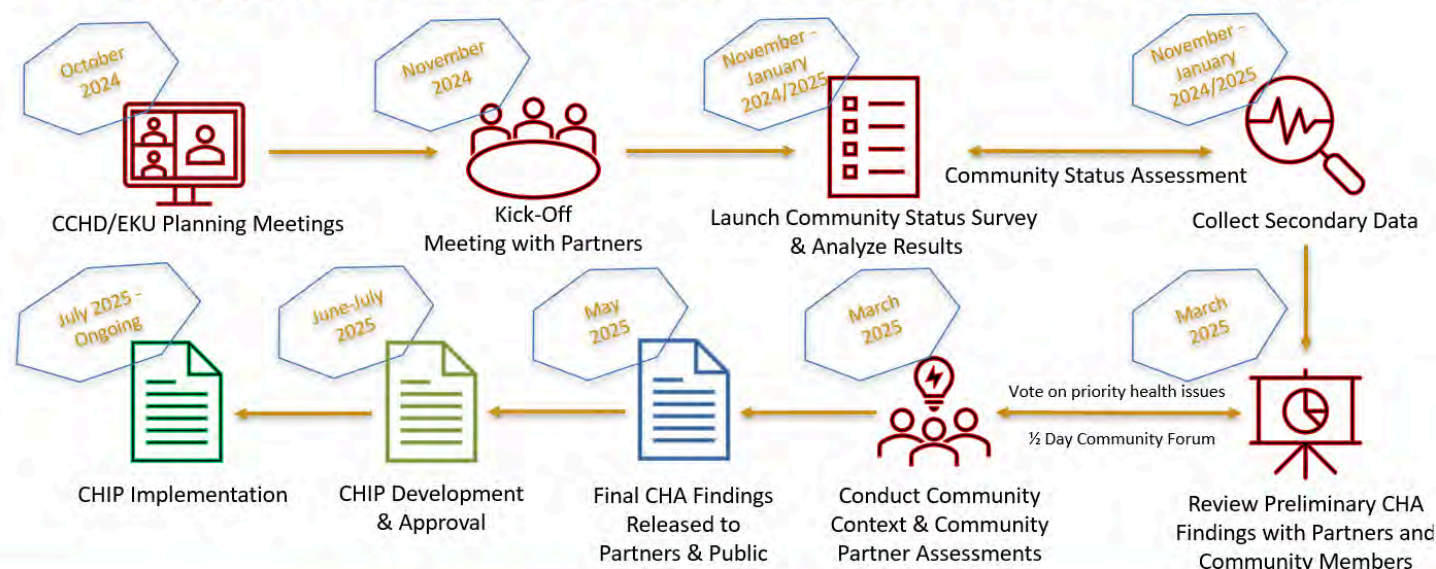 October
2024
CCHD/EKU Planning Meetings
November
2024
Kick-Off
Meeting with Partners
November -
January
2024/2025
Launch Community Status Survey
& Analyze Results
Community Status Assessment
November -
January
2024/2025
Collect Secondary Data
March
2025
Review Preliminary CHA
Findings with Partners and
Community Members
Vote on priority health issues
½ Day Community Forum
March
2025
Conduct Community
Context & Community
Partner Assessments
May
2025
Final CHA Findings
Released to
Partners & Public
June-July
2025
CHIP Development
& Approval
July 2025 -
Ongoing
CHIP Implementation